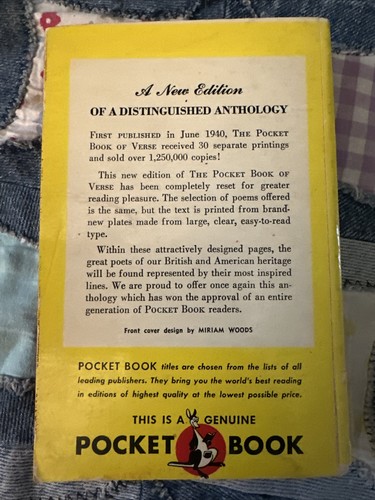 A New Edition
OF A DISTINGUISHED ANTHOLOGY
FIRST PUBLISHED in June 1940, THE POCKET
BOOK OF VERSE received 30 separate printings
and sold over 1,250,000 copies!
This new edition of THE POCKET BOOK OF
VERSE has been completely reset for greater
reading pleasure. The selection of poems offered
is the same, but the text is printed from brand-
new plates made from large, clear, easy-to-read
type.
Within these attractively designed pages, the
great poets of our British and American heritage
will be found represented by their most inspired
lines. We are proud to offer once again this an-
thology which has won the approval of an entire
generation of POCKET BOOK readers.
Front cover design by MIRIAM WOODS
POCKET BOOK titles are chosen from the lists of all
leading publishers. They bring you the world's best reading
in editions of highest quality at the lowest possible price.
THIS IS A GENUINE
POCKET BOOK